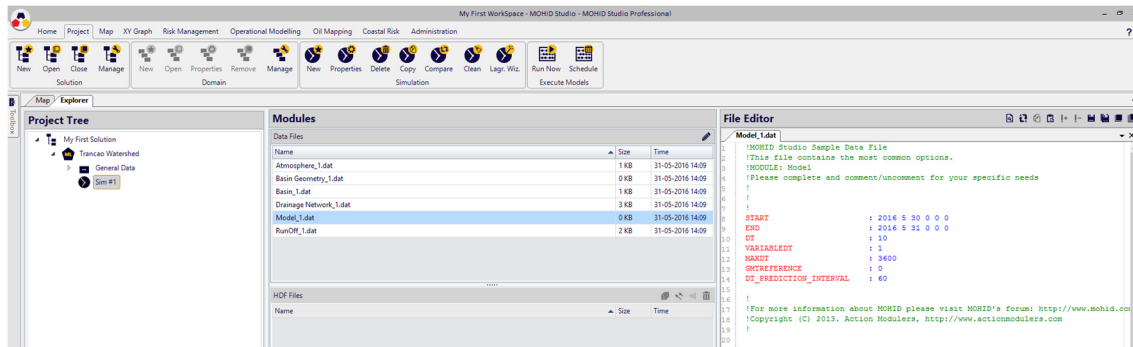 My First WorkSpace - MOHID Studio - MOHID Studio Professional
Home Project Map XY Graph Risk Management Operational Modelling Oil Mapping Coastal Risk Administration ?
New Open Close Manage New Open Properties Remove Manage New Properties Delete Copy Compare Clean Lagr. Wiz. Run Now Schedule
Solution Domain Simulation Execute Models
Toolbox
Map Explorer
Project Tree
My First Solution
Trancao Watershed
General Data
Sim #1
Modules
Data Files
Name Size Time
Atmosphere_1.dat 1 KB 31-05-2016 14:09
Basin Geometry_1.dat 0 KB 31-05-2016 14:09
Basin_1.dat 1 KB 31-05-2016 14:09
Drainage Network_1.dat 3 KB 31-05-2016 14:09
Model_1.dat 0 KB 31-05-2016 14:09
RunOff_1.dat 2 KB 31-05-2016 14:09
HDF Files
Name Size Time
File Editor
Model_1.dat
1 !MOHID Studio Sample Data File
2 !This file contains the most common options.
3 !MODULE: Model
4 !Please complete and comment/uncomment for your specific needs
5 !
6 !
7 !
8 START : 2016 5 30 0 0 0
9 END : 2016 5 31 0 0 0
10 DT : 10
11 VARIABLEDT : 1
12 MAXDT : 3600
13 GMTREFERENCE : 0
14 DT_PREDICTION_INTERVAL : 60
15
16 !
17 !For more information about MOHID please visit MOHID's forum: http://www.mohid.com
18 !Copyright (C) 2013. Action Modulers, http://www.actionmodulers.com
19 !
20